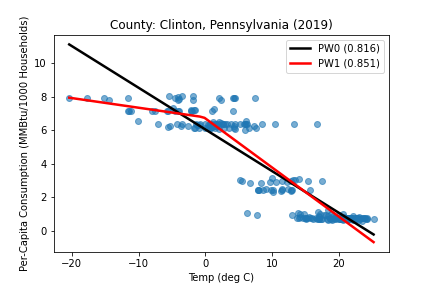 County: Clinton, Pennsylvania (2019)
PW0 (0.816)
PW1 (0.851)
Per-Capita Consumption (MMBtu/1000 Households)
10
8
6
4
2
0
−20
−10
0
10
20
Temp (deg C)